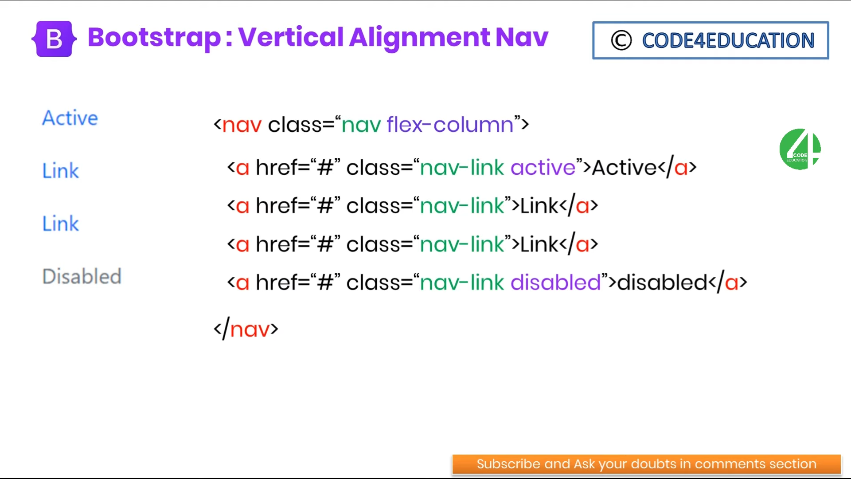 B Bootstrap : Vertical Alignment Nav
© CODE4EDUCATION
Active
Link
Link
Disabled
<nav class=“nav flex-column”>
<a href=“#” class=“nav-link active”>Active</a>
<a href=“#” class=“nav-link”>Link</a>
<a href=“#” class=“nav-link”>Link</a>
<a href=“#” class=“nav-link disabled”>disabled</a>
</nav>
4
CODE
Subscribe and Ask your doubts in comments section